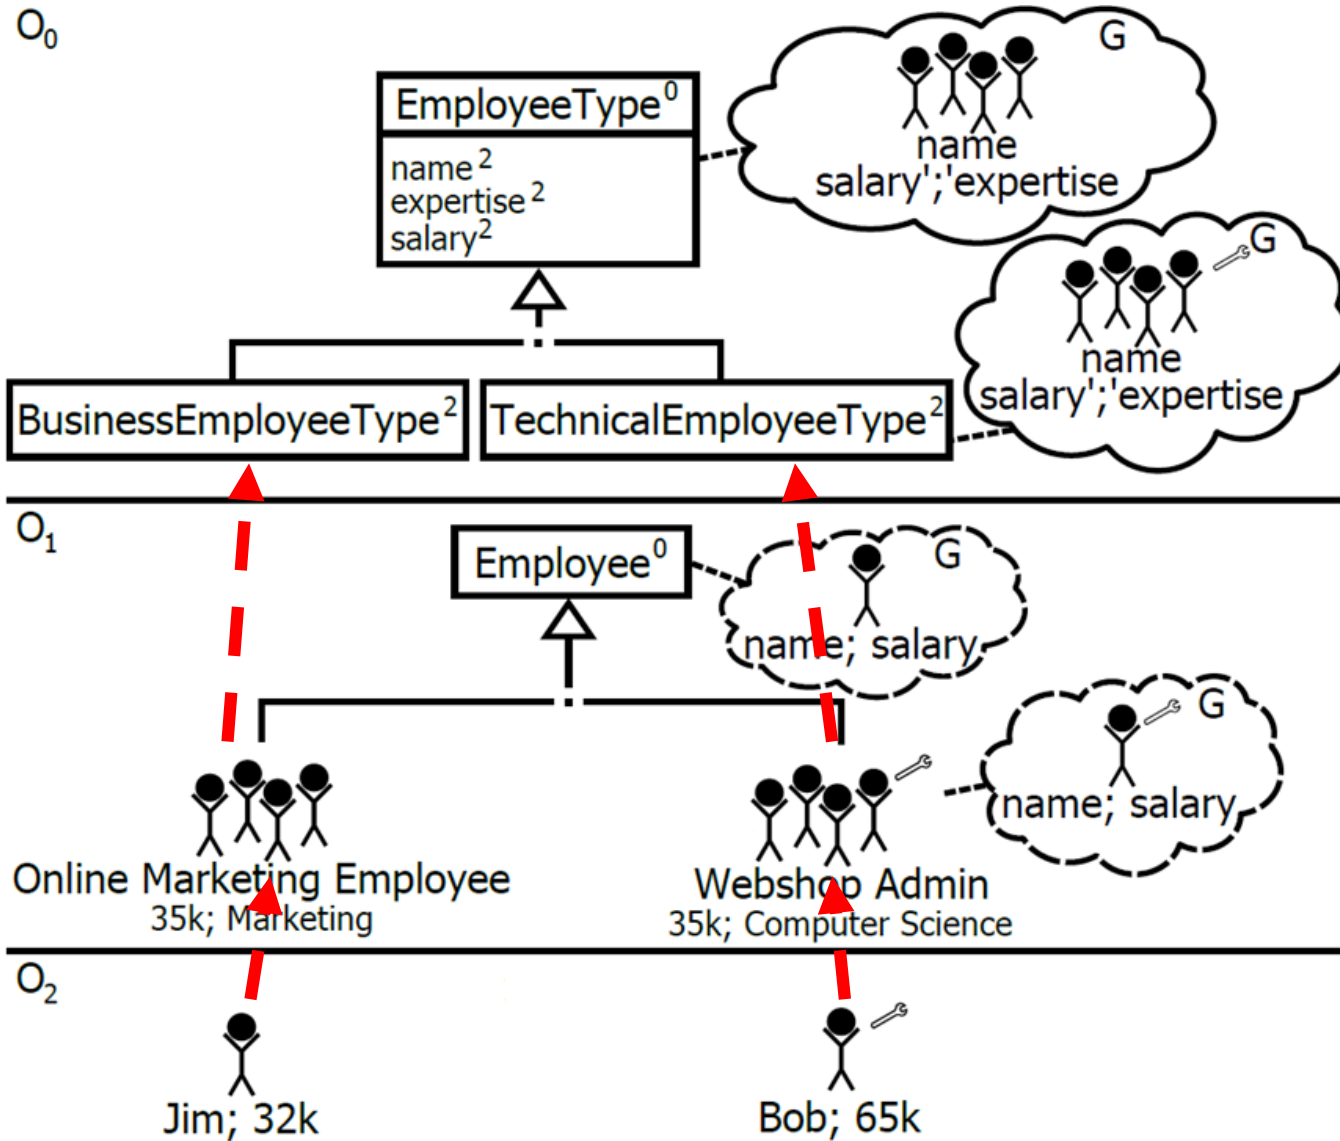 O0
G
EmployeeType0
name
salary';'expertise
name2
expertise2
salary2
G
name
salary';'expertise
BusinessEmployeeType2
TechnicalEmployeeType2
O1
Employee0
G
name; salary
G
name; salary
Online Marketing Employee
35k; Marketing
Webshop Admin
35k; Computer Science
O2
Jim; 32k
Bob; 65k